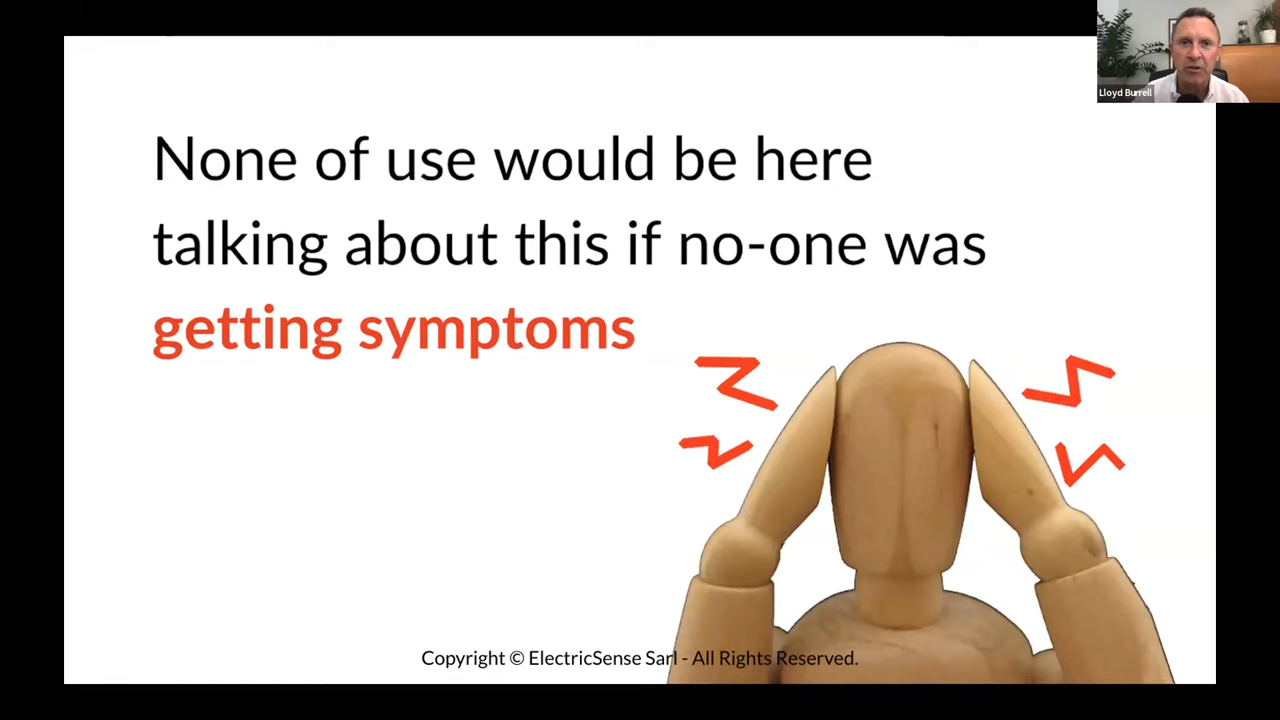 Lloyd Burrell
None of use would be here
talking about this if no-one was
getting symptoms
Copyright © ElectricSense Sarl - All Rights Reserved.